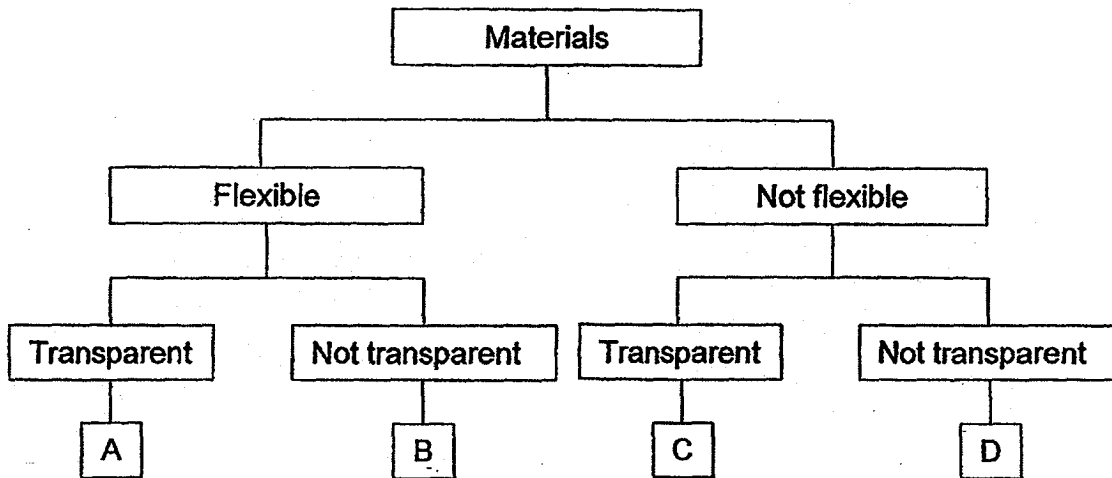 Materials
Flexible
Not flexible
Transparent
Not transparent
Transparent
Not transparent
A
B
C
D